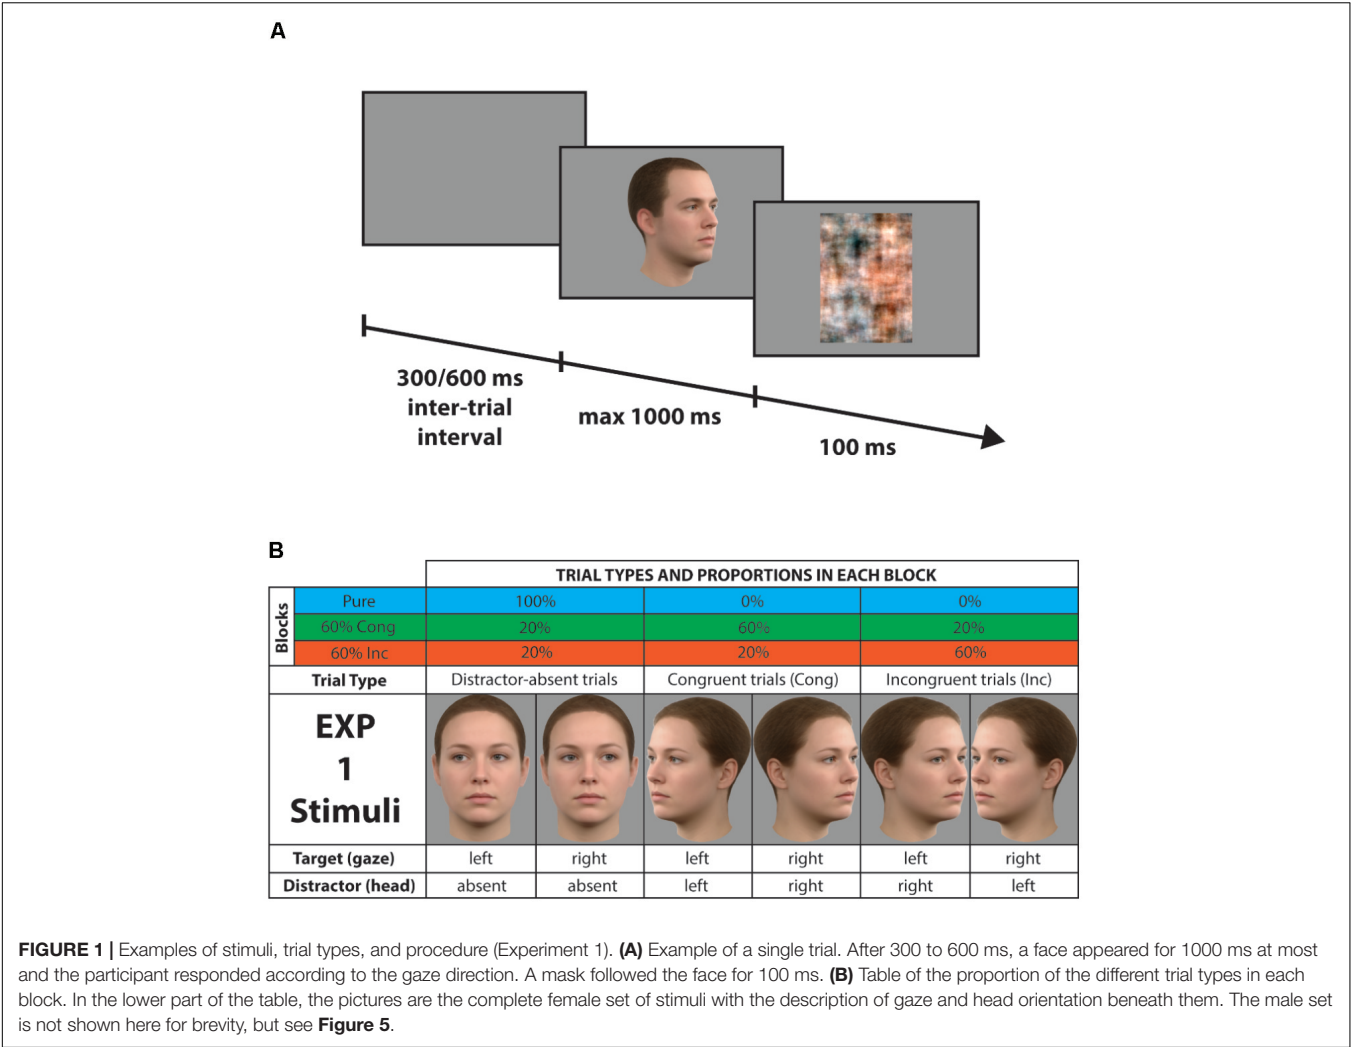 A
300/600 ms
inter-trial
interval
max 1000 ms
100 ms
B
TRIAL TYPES AND PROPORTIONS IN EACH BLOCK
Blocks
Pure 100% 0% 0%
60% Cong 20% 60% 20%
60% Inc 20% 20% 60%
Trial Type Distractor-absent trials Congruent trials (Cong) Incongruent trials (Inc)
EXP
1
Stimuli
Target (gaze) left right left right left right
Distractor (head) absent absent left right right left
FIGURE 1 | Examples of stimuli, trial types, and procedure (Experiment 1). (A) Example of a single trial. After 300 to 600 ms, a face appeared for 1000 ms at most
and the participant responded according to the gaze direction. A mask followed the face for 100 ms. (B) Table of the proportion of the different trial types in each
block. In the lower part of the table, the pictures are the complete female set of stimuli with the description of gaze and head orientation beneath them. The male set
is not shown here for brevity, but see Figure 5.